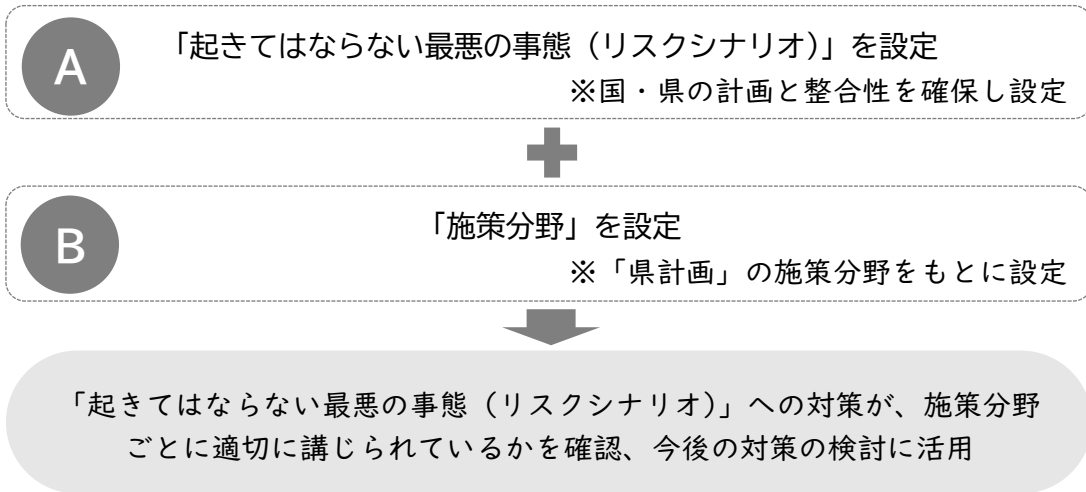 A
「起きてはならない最悪の事態（リスクシナリオ）」を設定
※国・県の計画と整合性を確保し設定
B
「施策分野」を設定
※「県計画」の施策分野をもとに設定
「起きてはならない最悪の事態（リスクシナリオ）」への対策が、施策分野
ごとに適切に講じられているかを確認、今後の対策の検討に活用